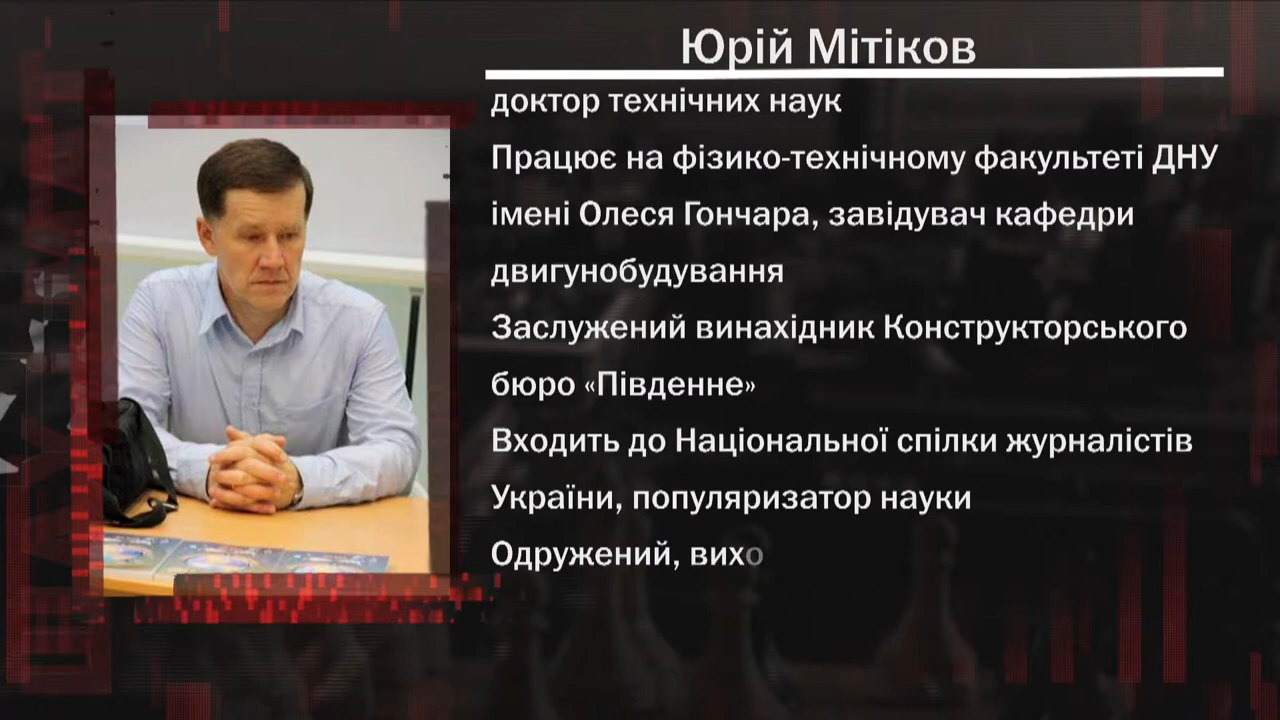 Юрій Мітіков
доктор технічних наук
Працює на фізико-технічному факультеті ДНУ
імені Олеся Гончара, завідувач кафедри
двигунобудування
Заслужений винахідник Конструкторського
бюро «Південне»
Входить до Національної спілки журналістів
України, популяризатор науки
Одружений, вихо